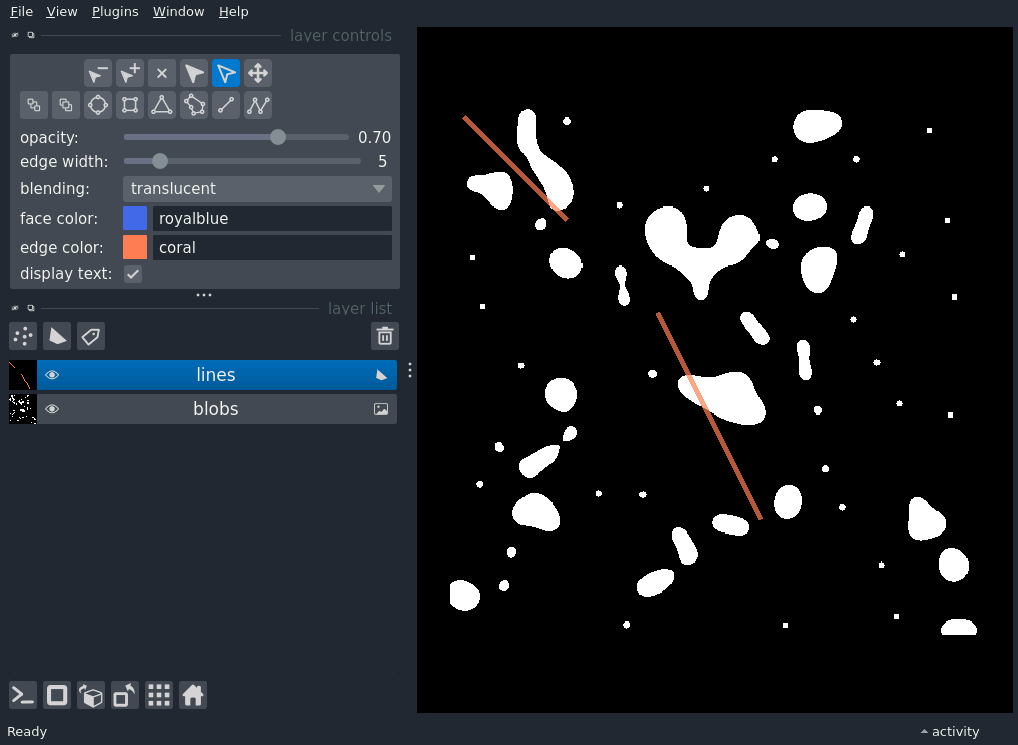 File View Plugins Window Help
layer controls
opacity: 0.70
edge width: 5
blending: translucent
face color: royalblue
edge color: coral
display text:
layer list
lines
blobs
Ready activity